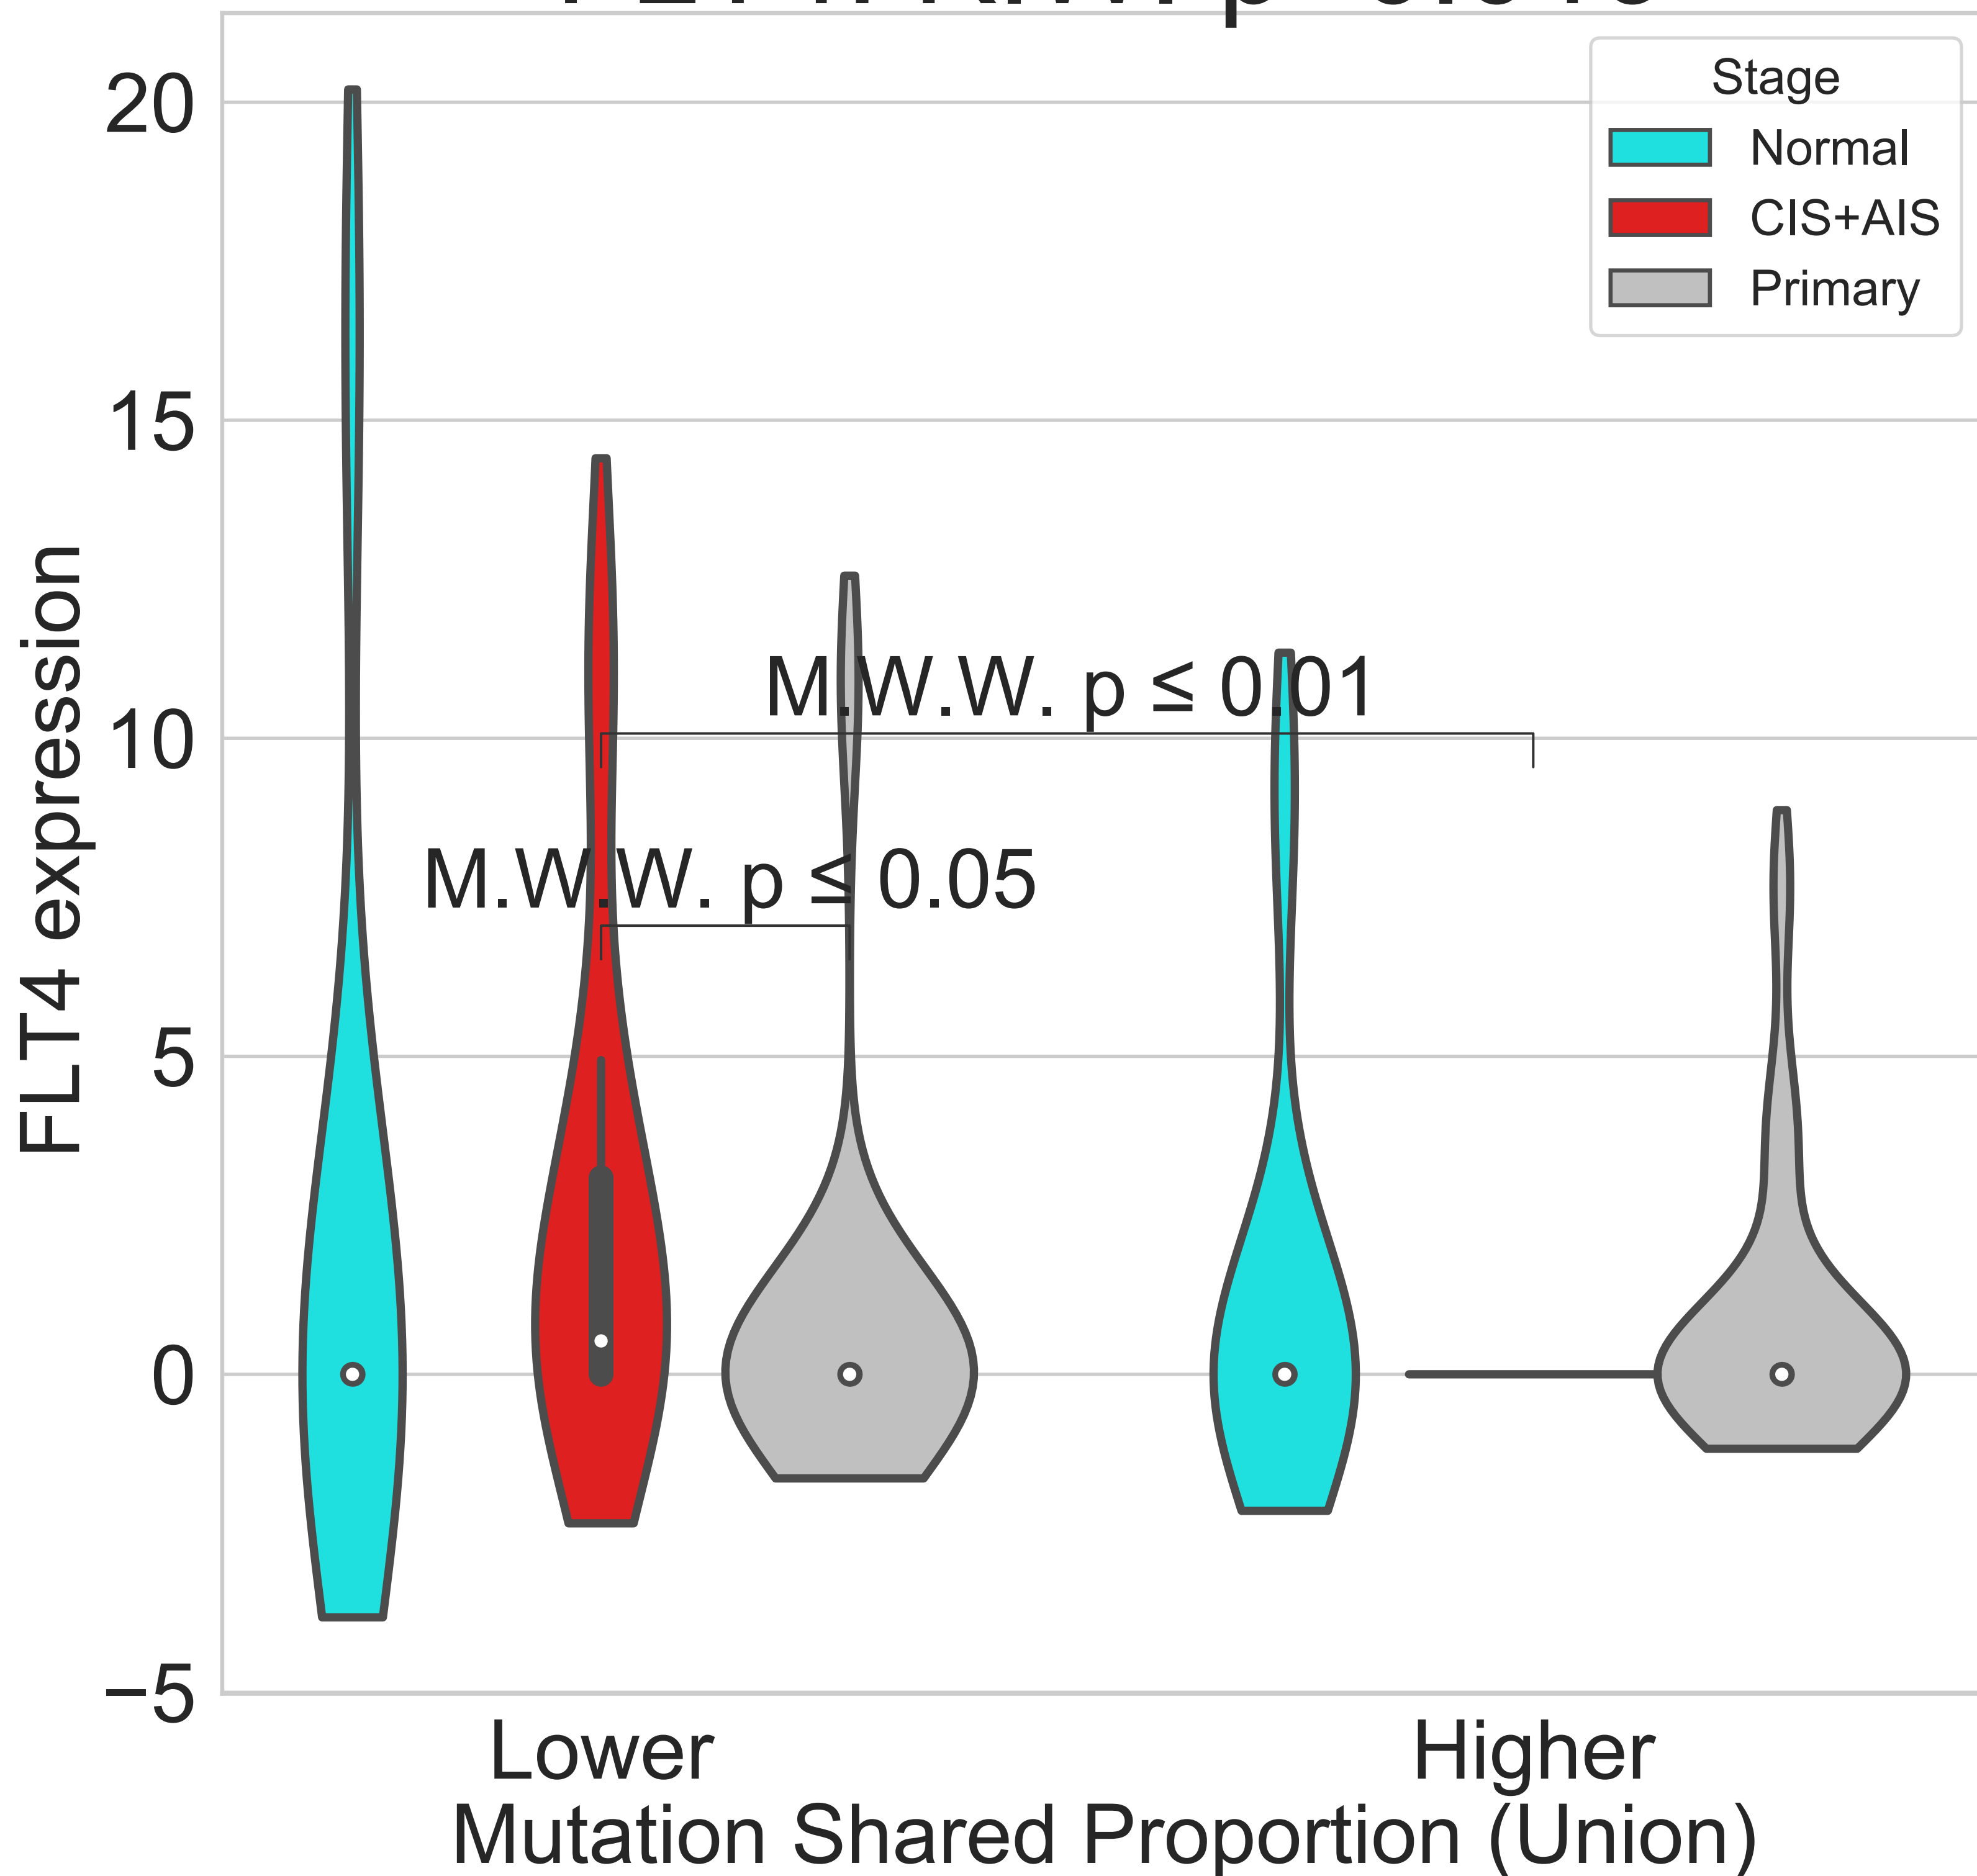 Stage
Normal
CIS+AIS
Primary
20
15
10
5
0
−5
FLT4 expression
M.W.W. p ≤ 0.01
M.W.W. p ≤ 0.05
Lower
Higher
Mutation Shared Proportion (Union)